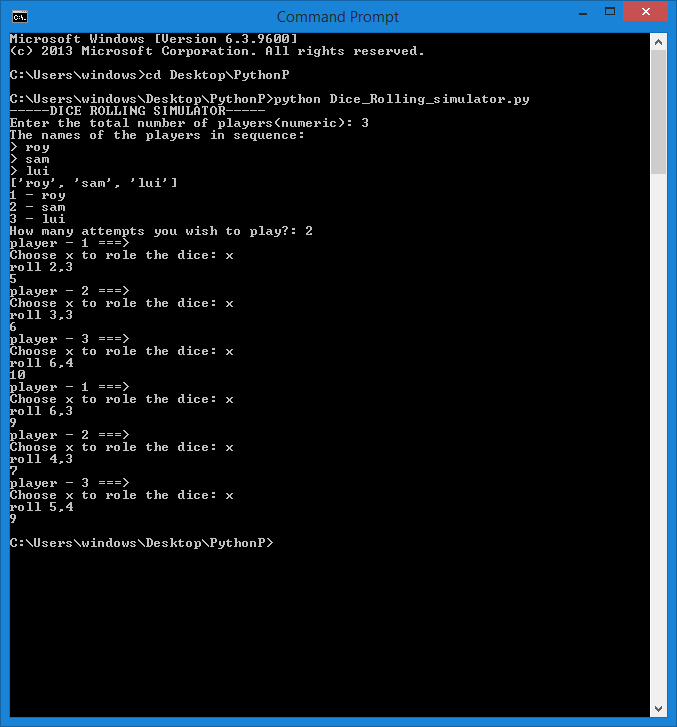 Command Prompt
Microsoft Windows [Version 6.3.9600]
(c) 2013 Microsoft Corporation. All rights reserved.
C:\Users\windows>cd Desktop\PythonP
C:\Users\windows\Desktop\PythonP>python Dice_Rolling_simulator.py
-----DICE ROLLING SIMULATOR-----
Enter the total number of players(numeric): 3
The names of the players in sequence:
> roy
> sam
> lui
['roy', 'sam', 'lui']
1 - roy
2 - sam
3 - lui
How many attempts you wish to play?: 2
player - 1 ===>
Choose x to role the dice: x
roll 2,3
5
player - 2 ===>
Choose x to role the dice: x
roll 3,3
6
player - 3 ===>
Choose x to role the dice: x
roll 6,4
10
player - 1 ===>
Choose x to role the dice: x
roll 6,3
9
player - 2 ===>
Choose x to role the dice: x
roll 4,3
7
player - 3 ===>
Choose x to role the dice: x
roll 5,4
9
C:\Users\windows\Desktop\PythonP>